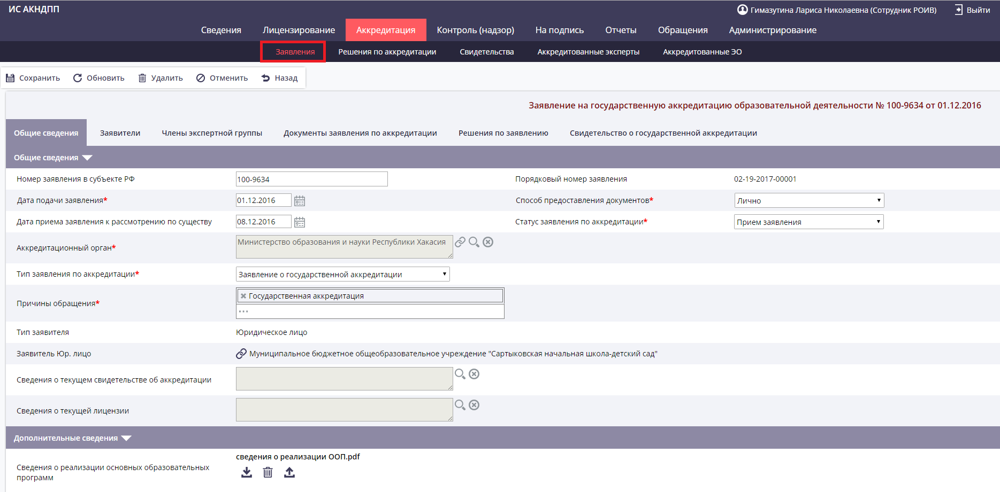 ИС АКНДПП
Гимазутина Лариса Николаевна (Сотрудник РОИВ) Выйти
Сведения Лицензирование Аккредитация Контроль (надзор) На подпись Отчеты Обращения Администрирование
Заявления Решения по аккредитации Свидетельства Аккредитованные эксперты Аккредитованные ЭО
Сохранить Обновить Удалить Отменить Назад
Заявление на государственную аккредитацию образовательной деятельности № 100-9634 от 01.12.2016
Общие сведения Заявители Члены экспертной группы Документы заявления по аккредитации Решения по заявлению Свидетельство о государственной аккредитации
Общие сведения
Номер заявления в субъекте РФ 100-9634 Порядковый номер заявления 02-19-2017-00001
Дата подачи заявления* 01.12.2016 Способ предоставления документов* Лично
Дата приема заявления к рассмотрению по существу 08.12.2016 Статус заявления по аккредитации* Прием заявления
Аккредитационный орган* Министерство образования и науки Республики Хакасия
Тип заявления по аккредитации* Заявление о государственной аккредитации
Причины обращения* Государственная аккредитация
...
Тип заявителя Юридическое лицо
Заявитель Юр. лицо Муниципальное бюджетное общеобразовательное учреждение "Сартыковская начальная школа-детский сад"
Сведения о текущем свидетельстве об аккредитации
Сведения о текущей лицензии
Дополнительные сведения
сведения о реализации ООП.pdf
Сведения о реализации основных образовательных
программ